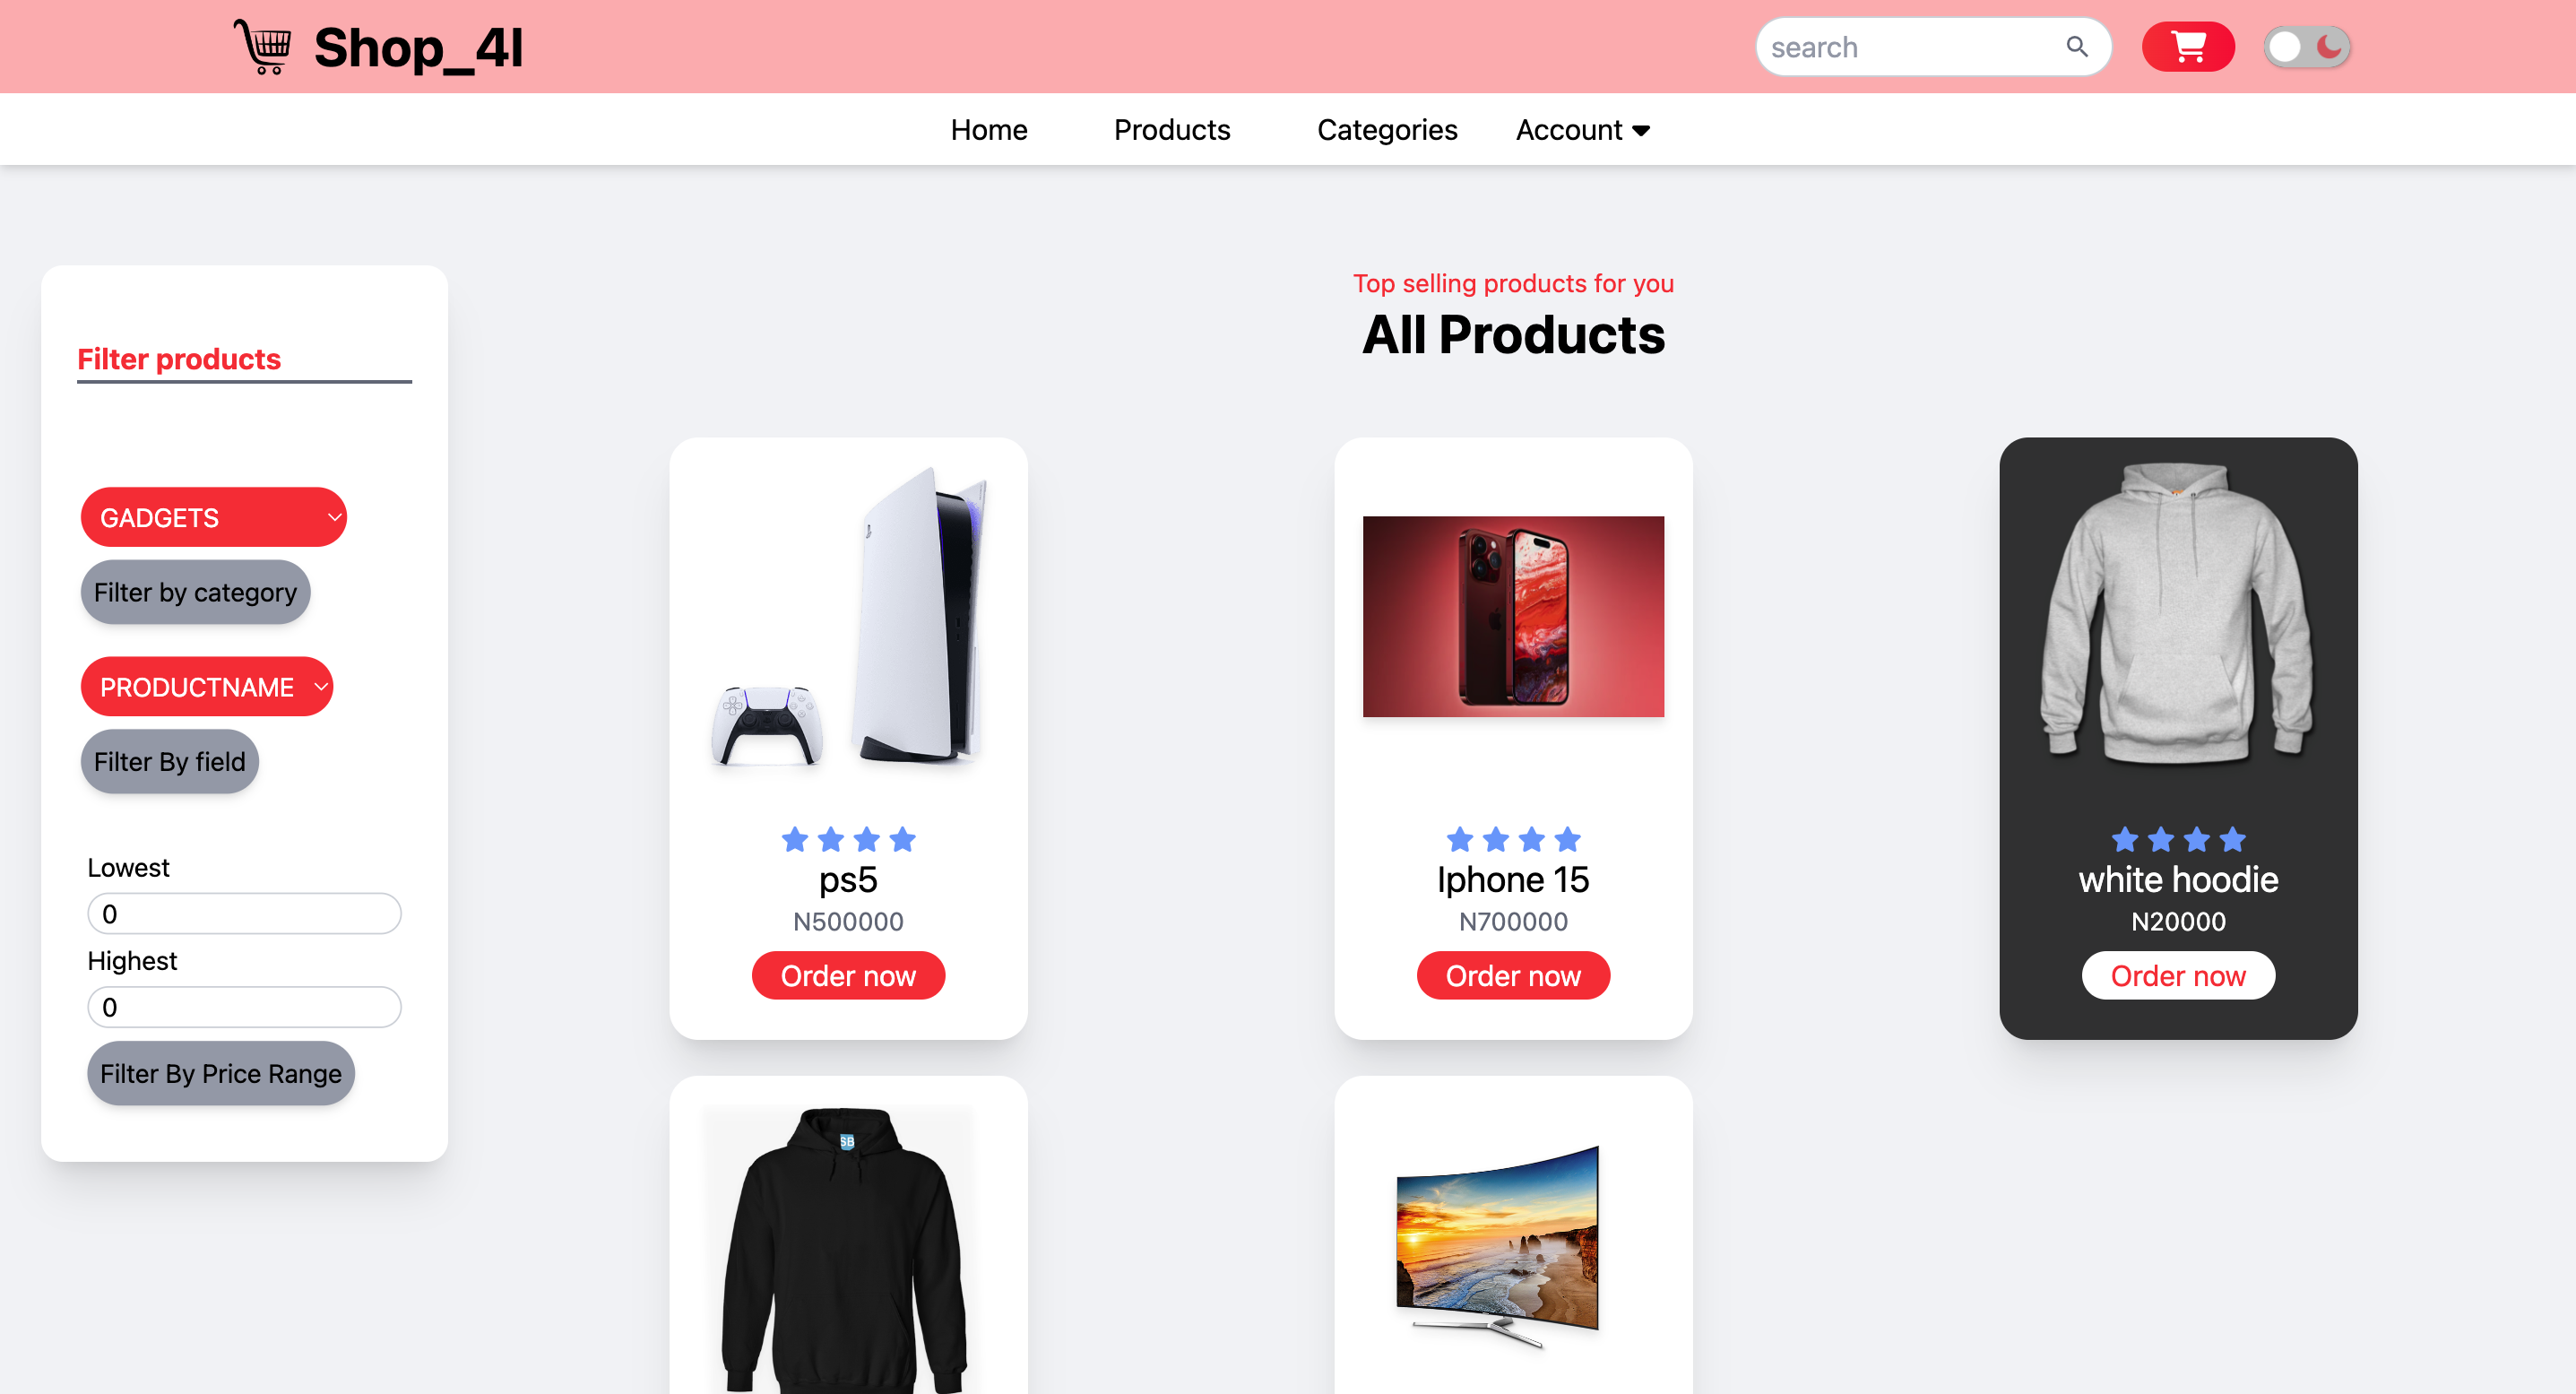 Shop_4I
search
Home
Products
Categories
Account
Filter products
GADGETS
Filter by category
PRODUCTNAME
Filter By field
Lowest
0
Highest
0
Filter By Price Range
Top selling products for you
All Products
ps5
N500000
Order now
Iphone 15
N700000
Order now
white hoodie
N20000
Order now
SB